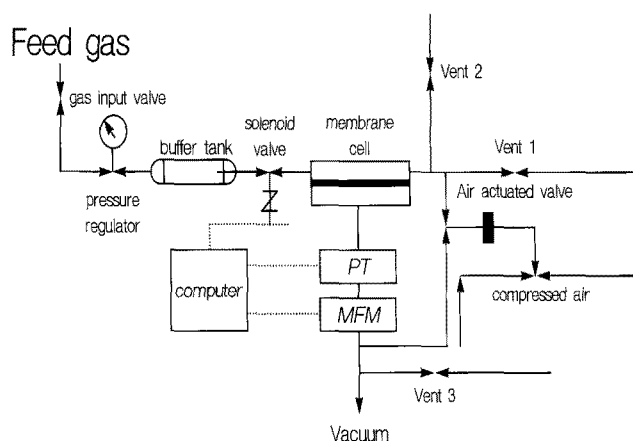 Feed gas
Vent 2
gas input valve
solenoid
valve
membrane
cell
buffer tank
Vent 1
Air actuated valve
pressure
regulator
PT
computer
compressed air
MFM
Vent 3
Vacuum